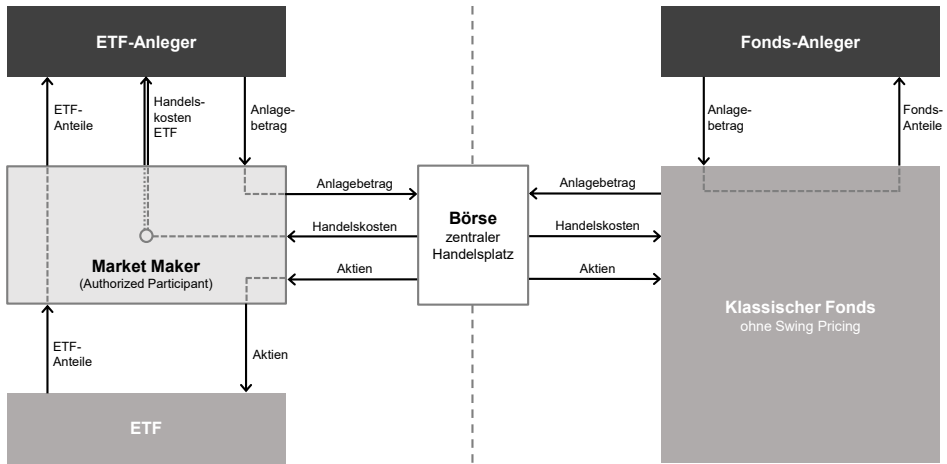 ETF-Anleger
Fonds-Anleger
ETF-
Anteile
Handels-
kosten
ETF
Anlage-
betrag
Anlage-
betrag
Fonds-
Anteile
Anlagebetrag
Anlagebetrag
Börse
zentraler
Handelsplatz
Handelskosten
Handelskosten
Market Maker
(Authorized Participant)
Aktien
Aktien
Klassischer Fonds
ohne Swing Pricing
ETF-
Anteile
Aktien
ETF